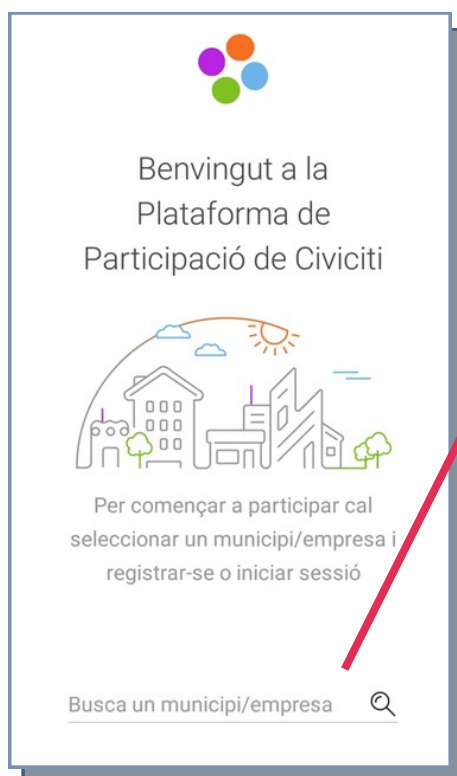 Benvingut a la
Plataforma de
Participació de Civiciti
Per començar a participar cal
seleccionar un municipi/empresa i
registrar-se o iniciar sessió
Busca un municipi/empresa